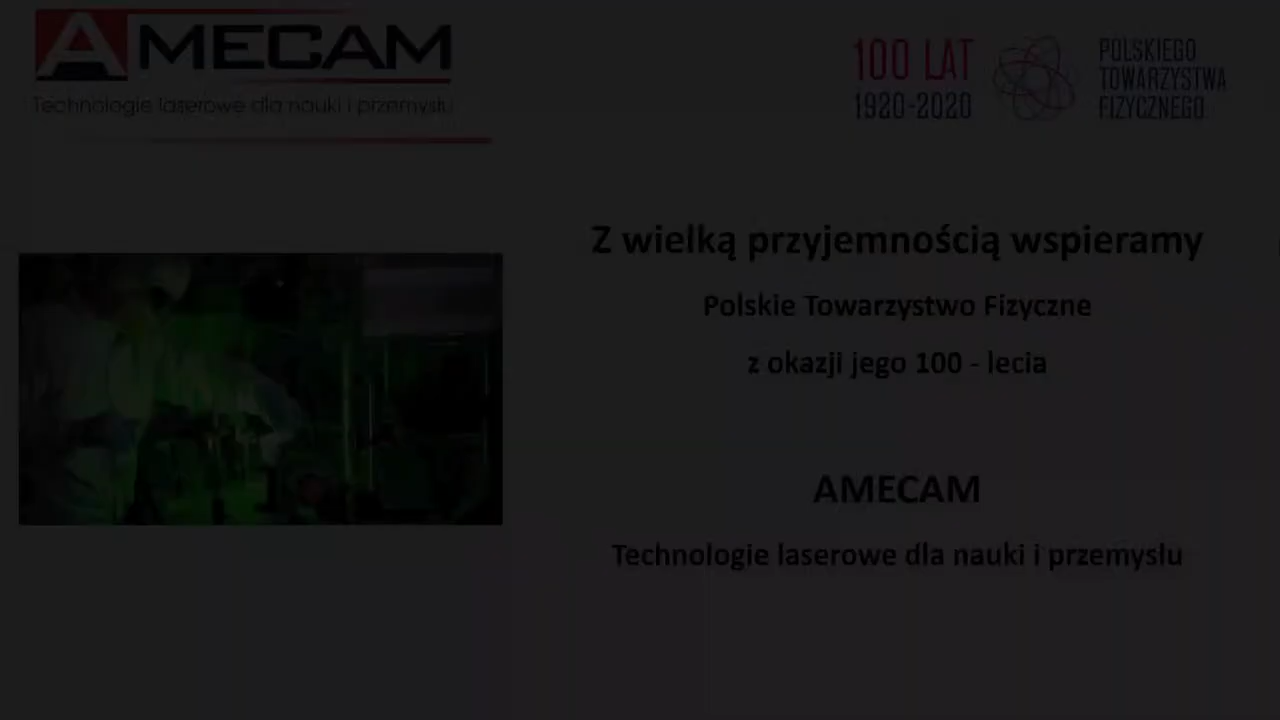 AMECAM
Technologie laserowe dla nauki i przemysłu
100 LAT
1920-2020
POLSKIEGO
TOWARZYSTWA
FIZYCZNEGO
Z wielką przyjemnością wspieramy
Polskie Towarzystwo Fizyczne
z okazji jego 100 - lecia
AMECAM
Technologie laserowe dla nauki i przemysłu